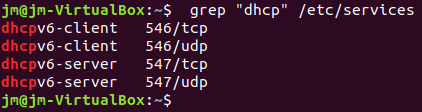 jm@jm-VirtualBox:~$  grep "dhcp" /etc/services
dhcpv6-client   546/tcp
dhcpv6-client   546/udp
dhcpv6-server   547/tcp
dhcpv6-server   547/udp
jm@jm-VirtualBox:~$